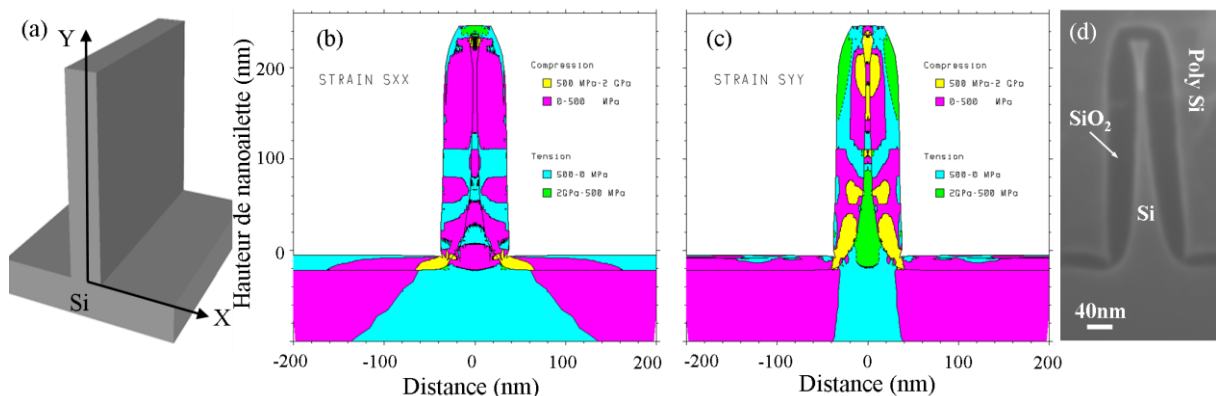 (a)
Y
Si
X
Hauteur de nanoailette (nm)
(b)
STRAIN SXX
Compression
500 MPa-2 GPa
0-500 MPa
Tension
500-0 MPa
2GPa-500 MPa
200
100
0
-200 -100 0 100 200
Distance (nm)
(c)
STRAIN SYY
Compression
500 MPa-2 GPa
0-500 MPa
Tension
500-0 MPa
2GPa-500 MPa
-200 -100 0 100 200
Distance (nm)
(d)
Poly Si
SiO₂
Si
40nm